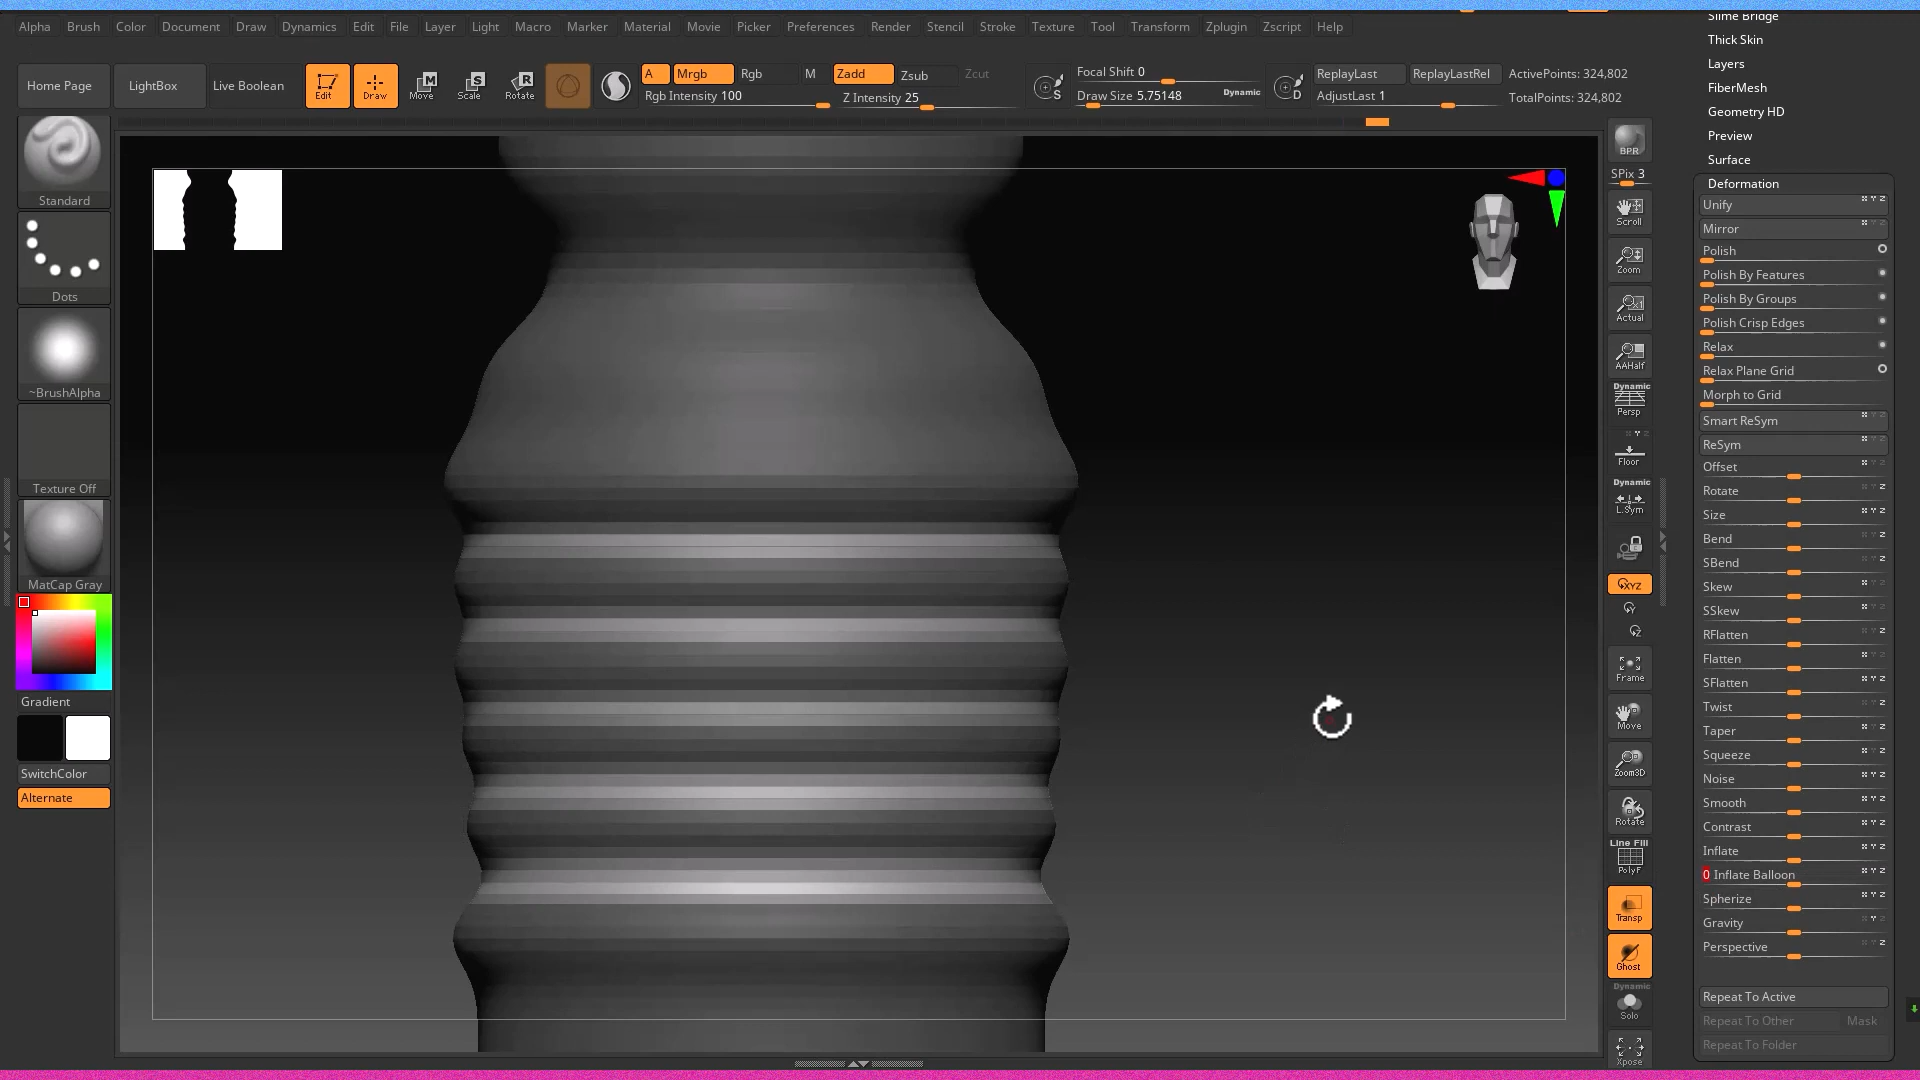 Alpha Brush Color Document Draw Dynamics Edit File Layer Light Macro Marker Material Movie Picker Preferences Render Stencil Stroke Texture Tool Transform Zplugin Zscript Help
Home Page LightBox Live Boolean Edit Draw Move Scale Rotate
A Mrgb Rgb M Zadd Zsub Zcut
Rgb Intensity 100 Z Intensity 25
S Focal Shift 0
Draw Size 5.75148 Dynamic
D ReplayLast ReplayLastRel ActivePoints: 324,802
AdjustLast 1 TotalPoints: 324,802
Standard
Dots
~BrushAlpha
Texture Off
MatCap Gray
Gradient
SwitchColor
Alternate
BPR
SPix 3
Scroll
Zoom
Actual
AAHalf
Dynamic
Persp
Floor
Dynamic
L.Sym
XYZ
Y
Z
Frame
Move
Zoom3D
Rotate
Line Fill
PolyF
Transp
Ghost
Dynamic
Solo
Xpose
Slime Bridge
Thick Skin
Layers
FiberMesh
Geometry HD
Preview
Surface
Deformation
Unify
Mirror
Polish
Polish By Features
Polish By Groups
Polish Crisp Edges
Relax
Relax Plane Grid
Morph to Grid
Smart ReSym
ReSym
Offset
Rotate
Size
Bend
SBend
Skew
SSkew
RFlatten
Flatten
SFlatten
Twist
Taper
Squeeze
Noise
Smooth
Contrast
Inflate
0 Inflate Balloon
Spherize
Gravity
Perspective
Repeat To Active
Repeat To Other Mask
Repeat To Folder